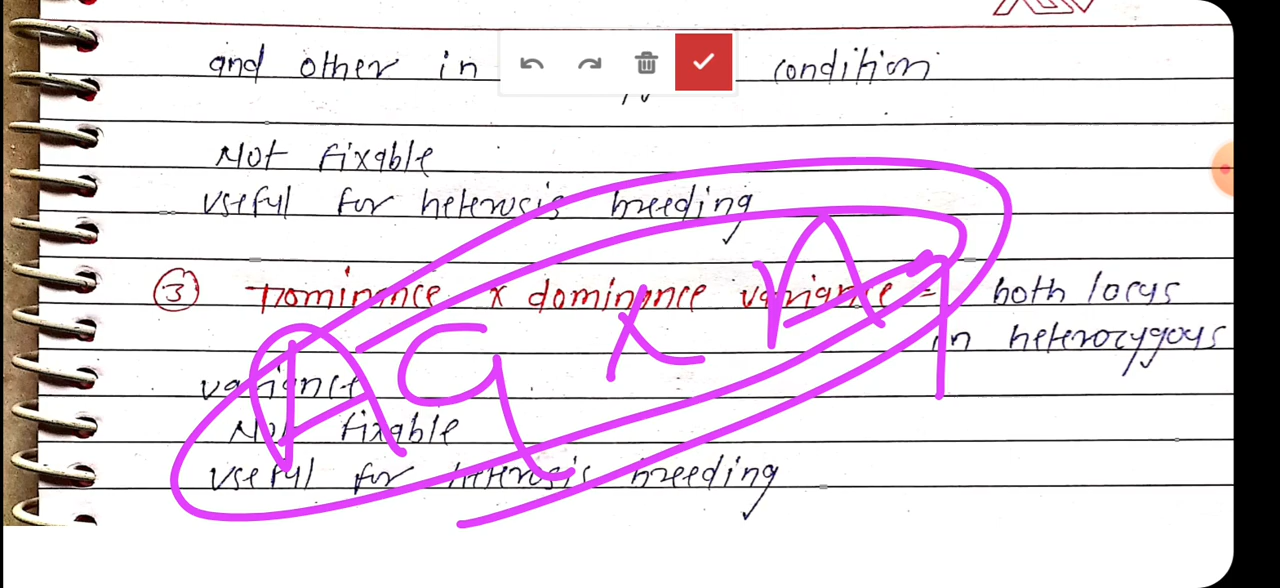 and other in condition
Not fixable
Useful for heterosis breeding
③ Dominance x dominance variance = both locus
in heterozygous
variance
Not fixable
Useful for heterosis breeding
Aa x A